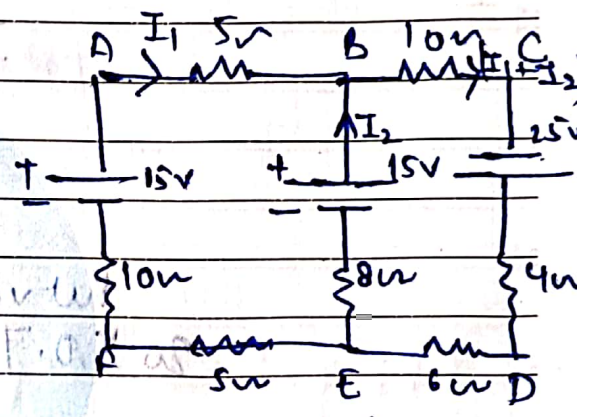 I₁ 5Ω 10Ω
A B C
I₁+I₂
I₂ 25V
+ 15V + 15V
- -
10Ω 8Ω 4Ω
F 5Ω E 6Ω D